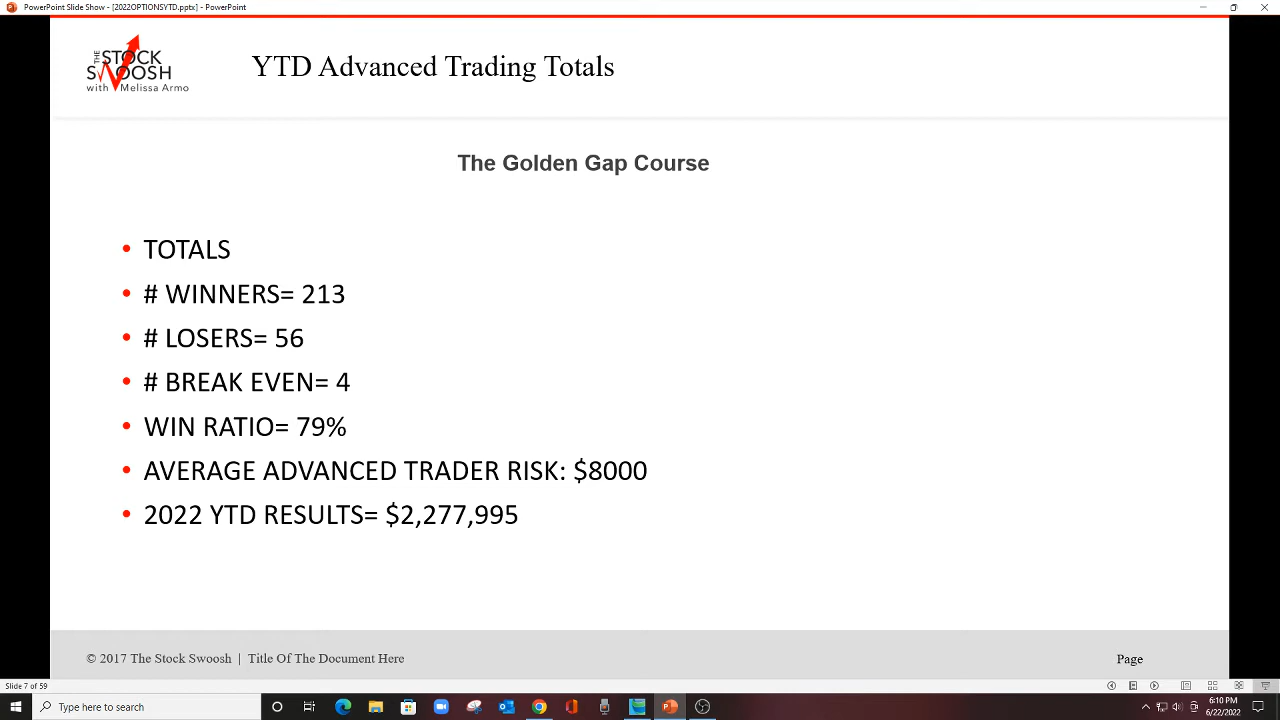 PowerPoint Slide Show - [2022OPTIONSYTD.pptx] - PowerPoint
THE STOCK
SWOOSH
with Melissa Armo
YTD Advanced Trading Totals
The Golden Gap Course
• TOTALS
• # WINNERS= 213
• # LOSERS= 56
• # BREAK EVEN= 4
• WIN RATIO= 79%
• AVERAGE ADVANCED TRADER RISK: $8000
• 2022 YTD RESULTS= $2,277,995
© 2017 The Stock Swoosh | Title Of The Document Here
Page
Slide 7 of 59
Type here to search
6:10 PM
6/22/2022